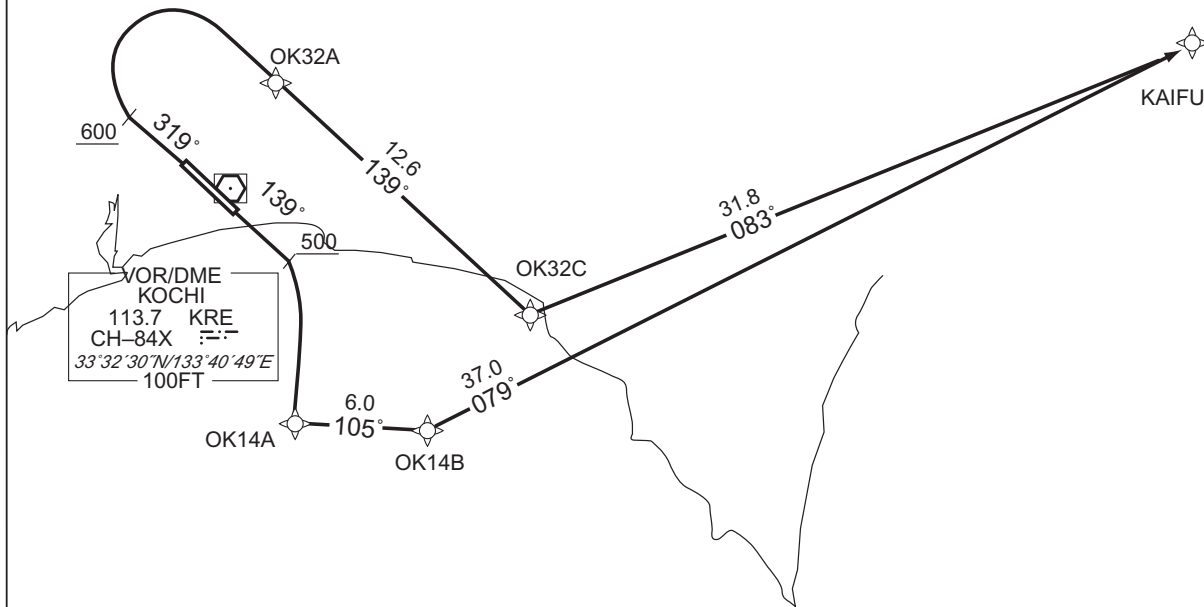 OK32A
KAIFU
600
319°
12.6
139°
139°
31.8
083°
500
OK32C
VOR/DME
KOCHI
113.7 KRE
CH–84X
33°32′30″N/133°40′49″E
100FT
37.0
079°
6.0
105°
OK14A
OK14B